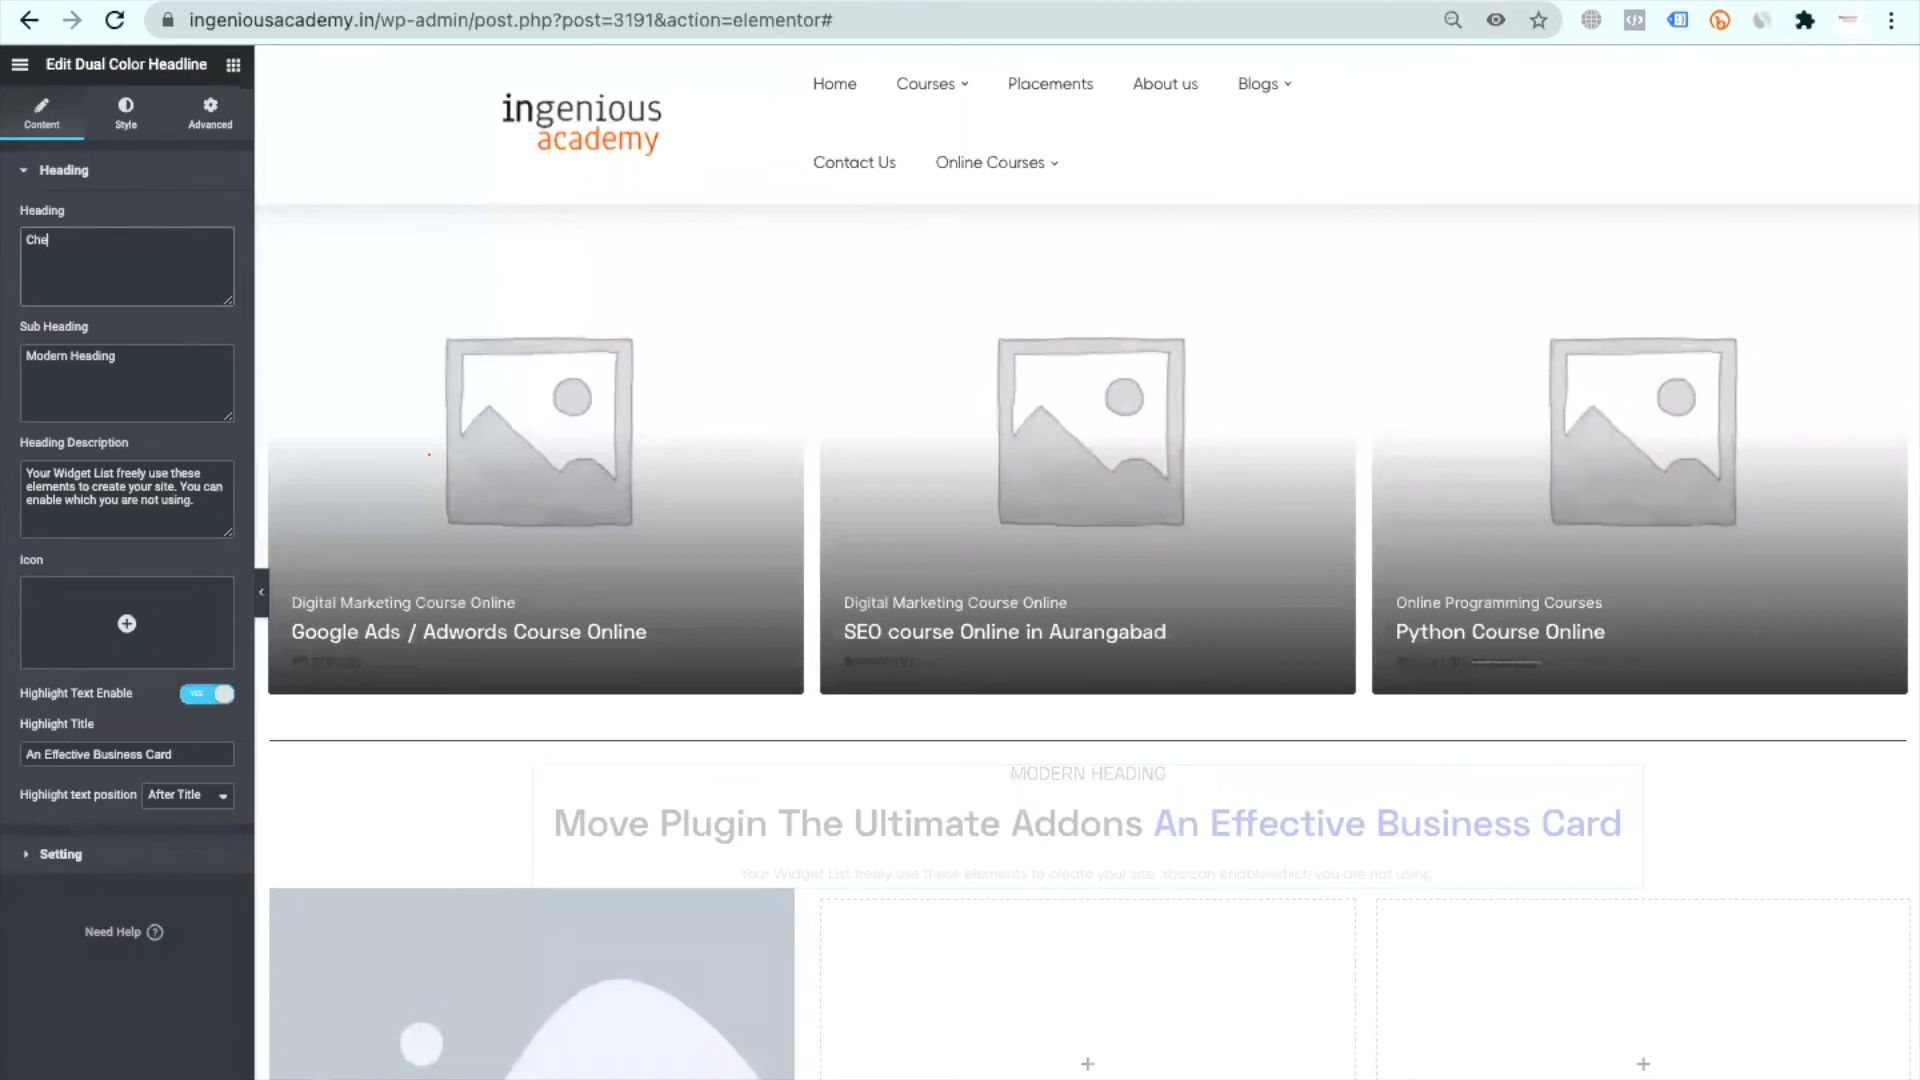 ingeniousacademy.in/wp-admin/post.php?post=3191&action=elementor#
Edit Dual Color Headline
Content
Style
Advanced
Heading
Heading
Che
Sub Heading
Modern Heading
Heading Description
Your Widget List freely use these
elements to create your site. You can
enable which you are not using.
Icon
Highlight Text Enable
YES
Highlight Title
An Effective Business Card
Highlight text position
After Title
Setting
Need Help
ingenious
academy
Home
Courses
Placements
About us
Blogs
Contact Us
Online Courses
Digital Marketing Course Online
Google Ads / Adwords Course Online
Digital Marketing Course Online
SEO course Online in Aurangabad
Online Programming Courses
Python Course Online
MODERN HEADING
Move Plugin The Ultimate Addons An Effective Business Card
Your Widget List freely use these elements to create your site. You can enable which you are not using